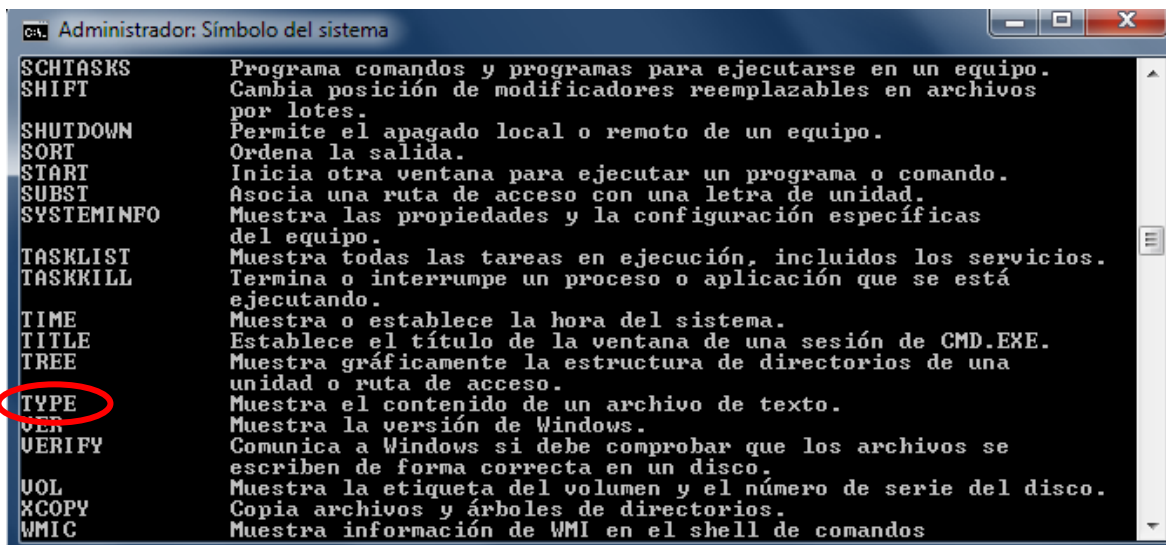 Administrador: Símbolo del sistema
SCHTASKS Programa comandos y programas para ejecutarse en un equipo.
SHIFT Cambia posición de modificadores reemplazables en archivos
por lotes.
SHUTDOWN Permite el apagado local o remoto de un equipo.
SORT Ordena la salida.
START Inicia otra ventana para ejecutar un programa o comando.
SUBST Asocia una ruta de acceso con una letra de unidad.
SYSTEMINFO Muestra las propiedades y la configuración específicas
del equipo.
TASKLIST Muestra todas las tareas en ejecución, incluidos los servicios.
TASKKILL Termina o interrumpe un proceso o aplicación que se está
ejecutando.
TIME Muestra o establece la hora del sistema.
TITLE Establece el título de la ventana de una sesión de CMD.EXE.
TREE Muestra gráficamente la estructura de directorios de una
unidad o ruta de acceso.
TYPE Muestra el contenido de un archivo de texto.
VER Muestra la versión de Windows.
VERIFY Comunica a Windows si debe comprobar que los archivos se
escriben de forma correcta en un disco.
VOL Muestra la etiqueta del volumen y el número de serie del disco.
XCOPY Copia archivos y árboles de directorios.
WMIC Muestra información de WMI en el shell de comandos